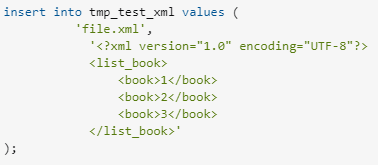 insert into tmp_test_xml values (
'file.xml',
'<?xml version="1.0" encoding="UTF-8"?>
<list_book>
<book>1</book>
<book>2</book>
<book>3</book>
</list_book>'
);